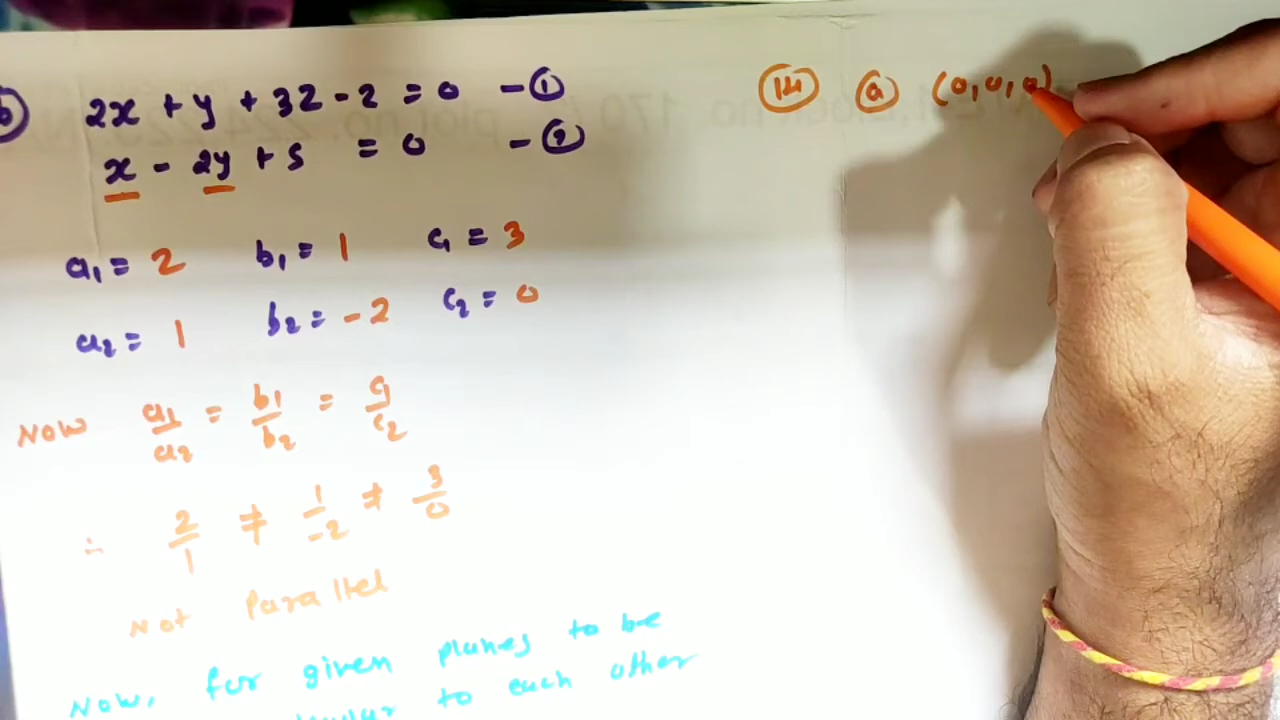 b) 2x + y + 3z - 2 = 0 - ①
x - 2y + 5 = 0 - ②
a₁ = 2 b₁ = 1 c₁ = 3
a₂ = 1 b₂ = -2 c₂ = 0
Now a₁/a₂ = b₁/b₂ = c₁/c₂
∴ 2/1 ≠ 1/-2 ≠ 3/0
Not Parallel
Now, for given planes to be
to each other
14 a (0,0,0)